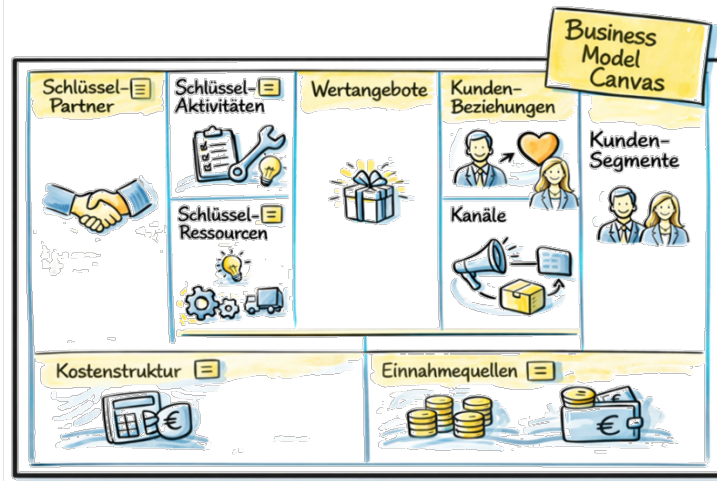 Business
Model
Canvas
Schlüssel-
Partner
Schlüssel-
Aktivitäten
Schlüssel-
Ressourcen
Wertangebote
Kunden-
Beziehungen
Kanäle
Kunden-
Segmente
Kostenstruktur
€
Einnahmequellen
€
€